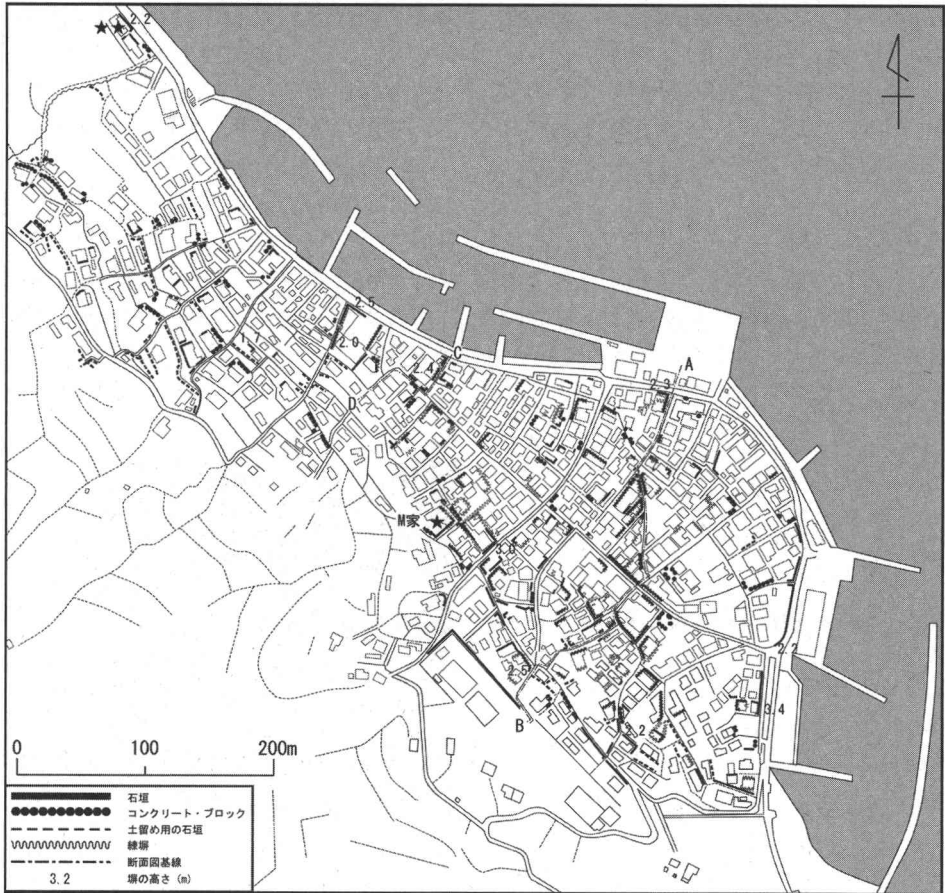 ★ ★ 2.2
2.5
2.0
C
2.4
A
2.3
D
M家 ★
3.0
2.2
2.5
3.4
B
2
0 100 200m
石垣
コンクリート・ブロック
土留め用の石垣
練塀
断面図基線
3.2 塀の高さ (m)